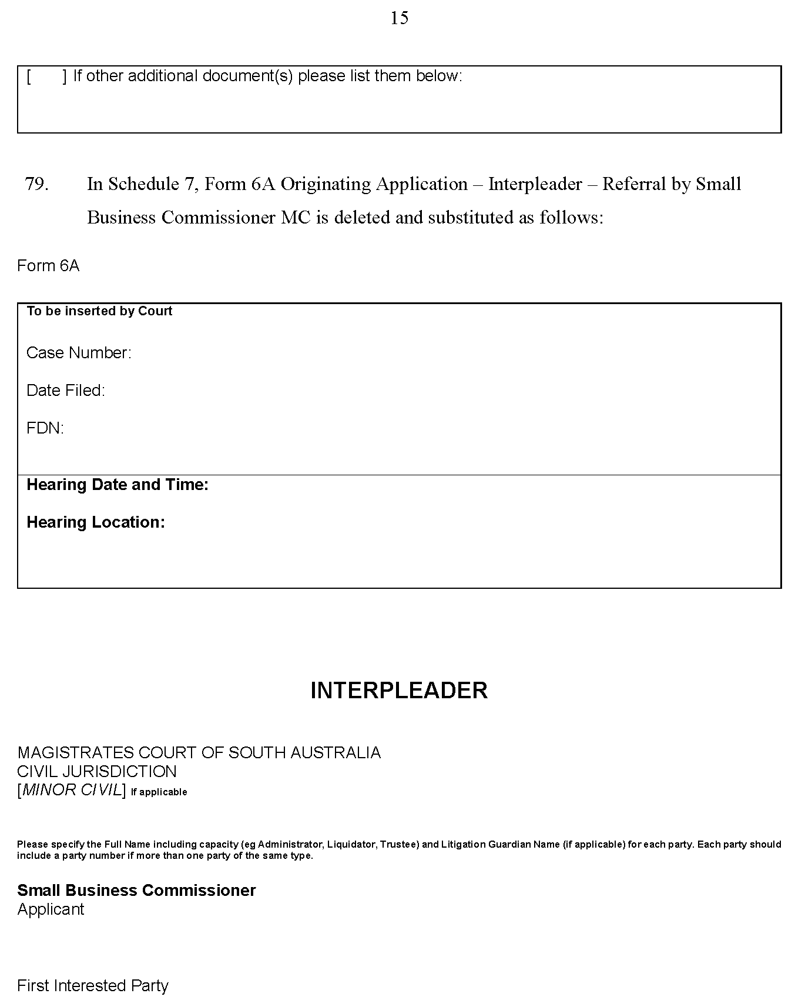 15
[ ] If other additional document(s) please list them below:
79. In Schedule 7, Form 6A Originating Application – Interpleader – Referral by Small
Business Commissioner MC is deleted and substituted as follows:
Form 6A
To be inserted by Court
Case Number:
Date Filed:
FDN:
Hearing Date and Time:
Hearing Location:
INTERPLEADER
MAGISTRATES COURT OF SOUTH AUSTRALIA
CIVIL JURISDICTION
[MINOR CIVIL] If applicable
Please specify the Full Name including capacity (eg Administrator, Liquidator, Trustee) and Litigation Guardian Name (if applicable) for each party. Each party should
include a party number if more than one party of the same type.
Small Business Commissioner
Applicant
First Interested Party